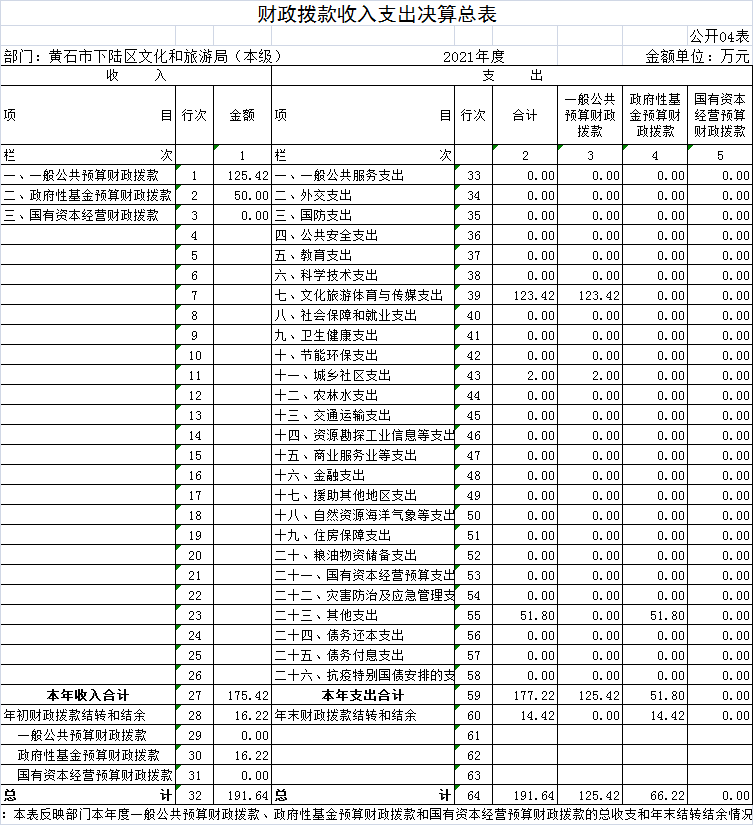 财政拨款收入支出决算总表
公开04表
部门：黄石市下陆区文化和旅游局（本级） 2021年度 金额单位：万元
收 入 支 出
项 目 行次 金额 项 目 行次 合计 一般公共预算财政拨款 政府性基金预算财政拨款 国有资本经营预算财政拨款
栏 次 1 栏 次 2 3 4 5
一、一般公共预算财政拨款 1 125.42 一、一般公共服务支出 33 0.00 0.00 0.00 0.00
二、政府性基金预算财政拨款 2 50.00 二、外交支出 34 0.00 0.00 0.00 0.00
三、国有资本经营财政拨款 3 0.00 三、国防支出 35 0.00 0.00 0.00 0.00
4 四、公共安全支出 36 0.00 0.00 0.00 0.00
5 五、教育支出 37 0.00 0.00 0.00 0.00
6 六、科学技术支出 38 0.00 0.00 0.00 0.00
7 七、文化旅游体育与传媒支出 39 123.42 123.42 0.00 0.00
8 八、社会保障和就业支出 40 0.00 0.00 0.00 0.00
9 九、卫生健康支出 41 0.00 0.00 0.00 0.00
10 十、节能环保支出 42 0.00 0.00 0.00 0.00
11 十一、城乡社区支出 43 2.00 2.00 0.00 0.00
12 十二、农林水支出 44 0.00 0.00 0.00 0.00
13 十三、交通运输支出 45 0.00 0.00 0.00 0.00
14 十四、资源勘探工业信息等支出 46 0.00 0.00 0.00 0.00
15 十五、商业服务业等支出 47 0.00 0.00 0.00 0.00
16 十六、金融支出 48 0.00 0.00 0.00 0.00
17 十七、援助其他地区支出 49 0.00 0.00 0.00 0.00
18 十八、自然资源海洋气象等支出 50 0.00 0.00 0.00 0.00
19 十九、住房保障支出 51 0.00 0.00 0.00 0.00
20 二十、粮油物资储备支出 52 0.00 0.00 0.00 0.00
21 二十一、国有资本经营预算支出 53 0.00 0.00 0.00 0.00
22 二十二、灾害防治及应急管理支 54 0.00 0.00 0.00 0.00
23 二十三、其他支出 55 51.80 0.00 51.80 0.00
24 二十四、债务还本支出 56 0.00 0.00 0.00 0.00
25 二十五、债务付息支出 57 0.00 0.00 0.00 0.00
26 二十六、抗疫特别国债安排的支 58 0.00 0.00 0.00 0.00
本年收入合计 27 175.42 本年支出合计 59 177.22 125.42 51.80 0.00
年初财政拨款结转和结余 28 16.22 年末财政拨款结转和结余 60 14.42 0.00 14.42 0.00
一般公共预算财政拨款 29 0.00 61
政府性基金预算财政拨款 30 16.22 62
国有资本经营预算财政拨款 31 0.00 63
总 计 32 191.64 总 计 64 191.64 125.42 66.22 0.00
：本表反映部门本年度一般公共预算财政拨款、政府性基金预算财政拨款和国有资本经营预算财政拨款的总收支和年末结转结余情况